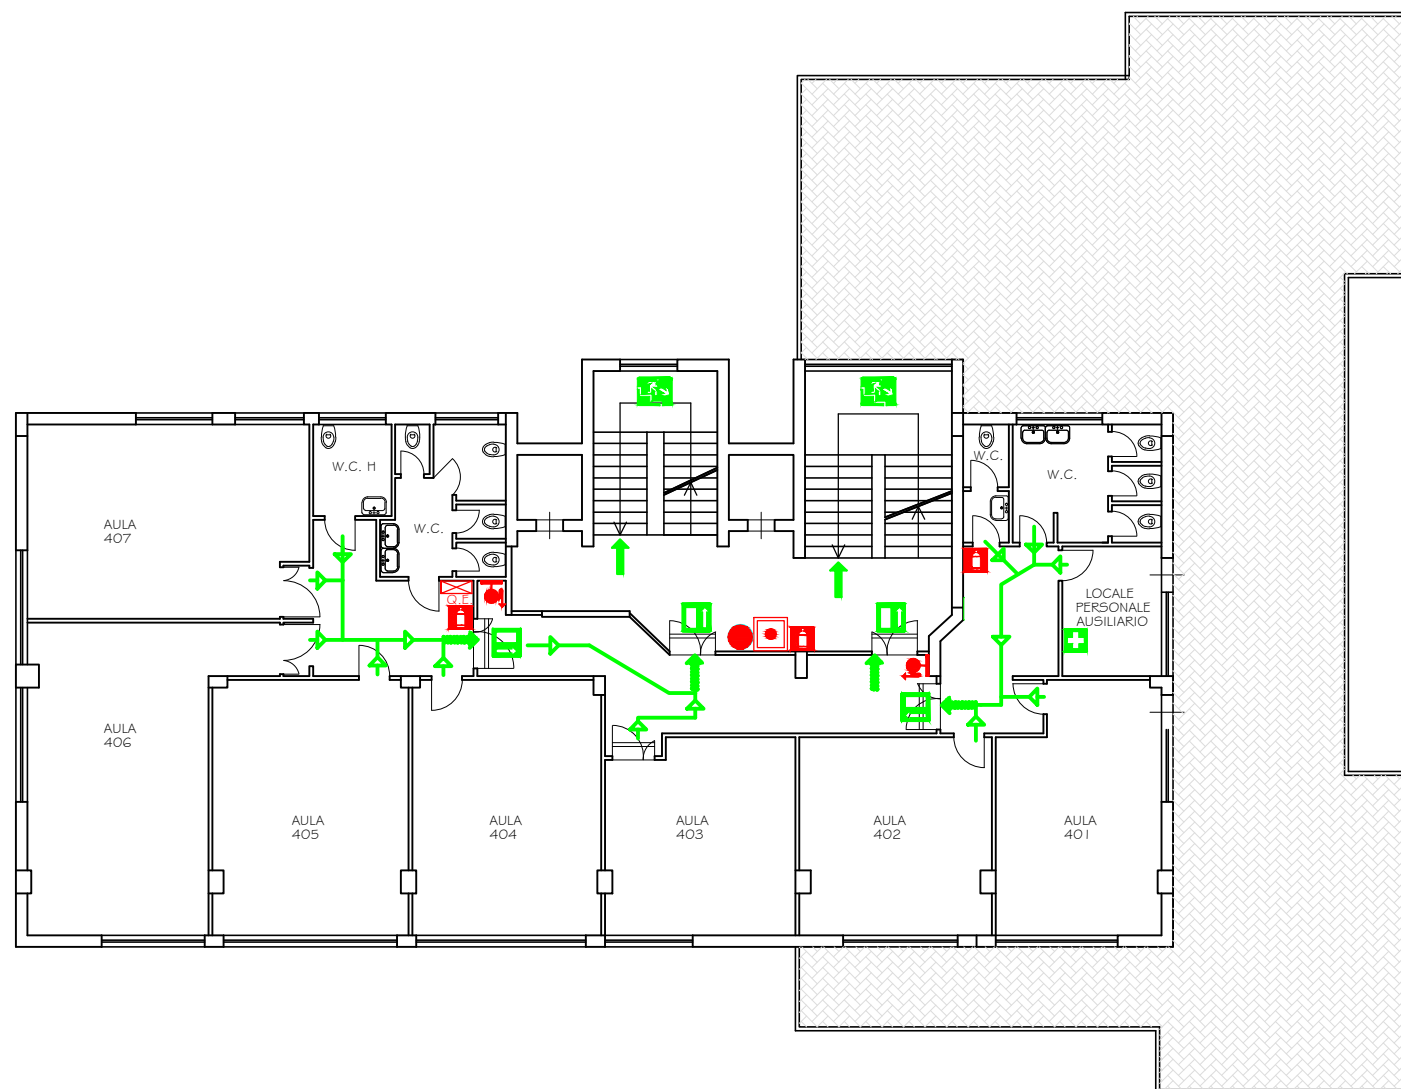 W.C. H
W.C.
W.C.
W.C.
AULA
407
Q.E.
LOCALE
PERSONALE
AUSILIARIO
AULA
406
AULA
405
AULA
404
AULA
403
AULA
402
AULA
401